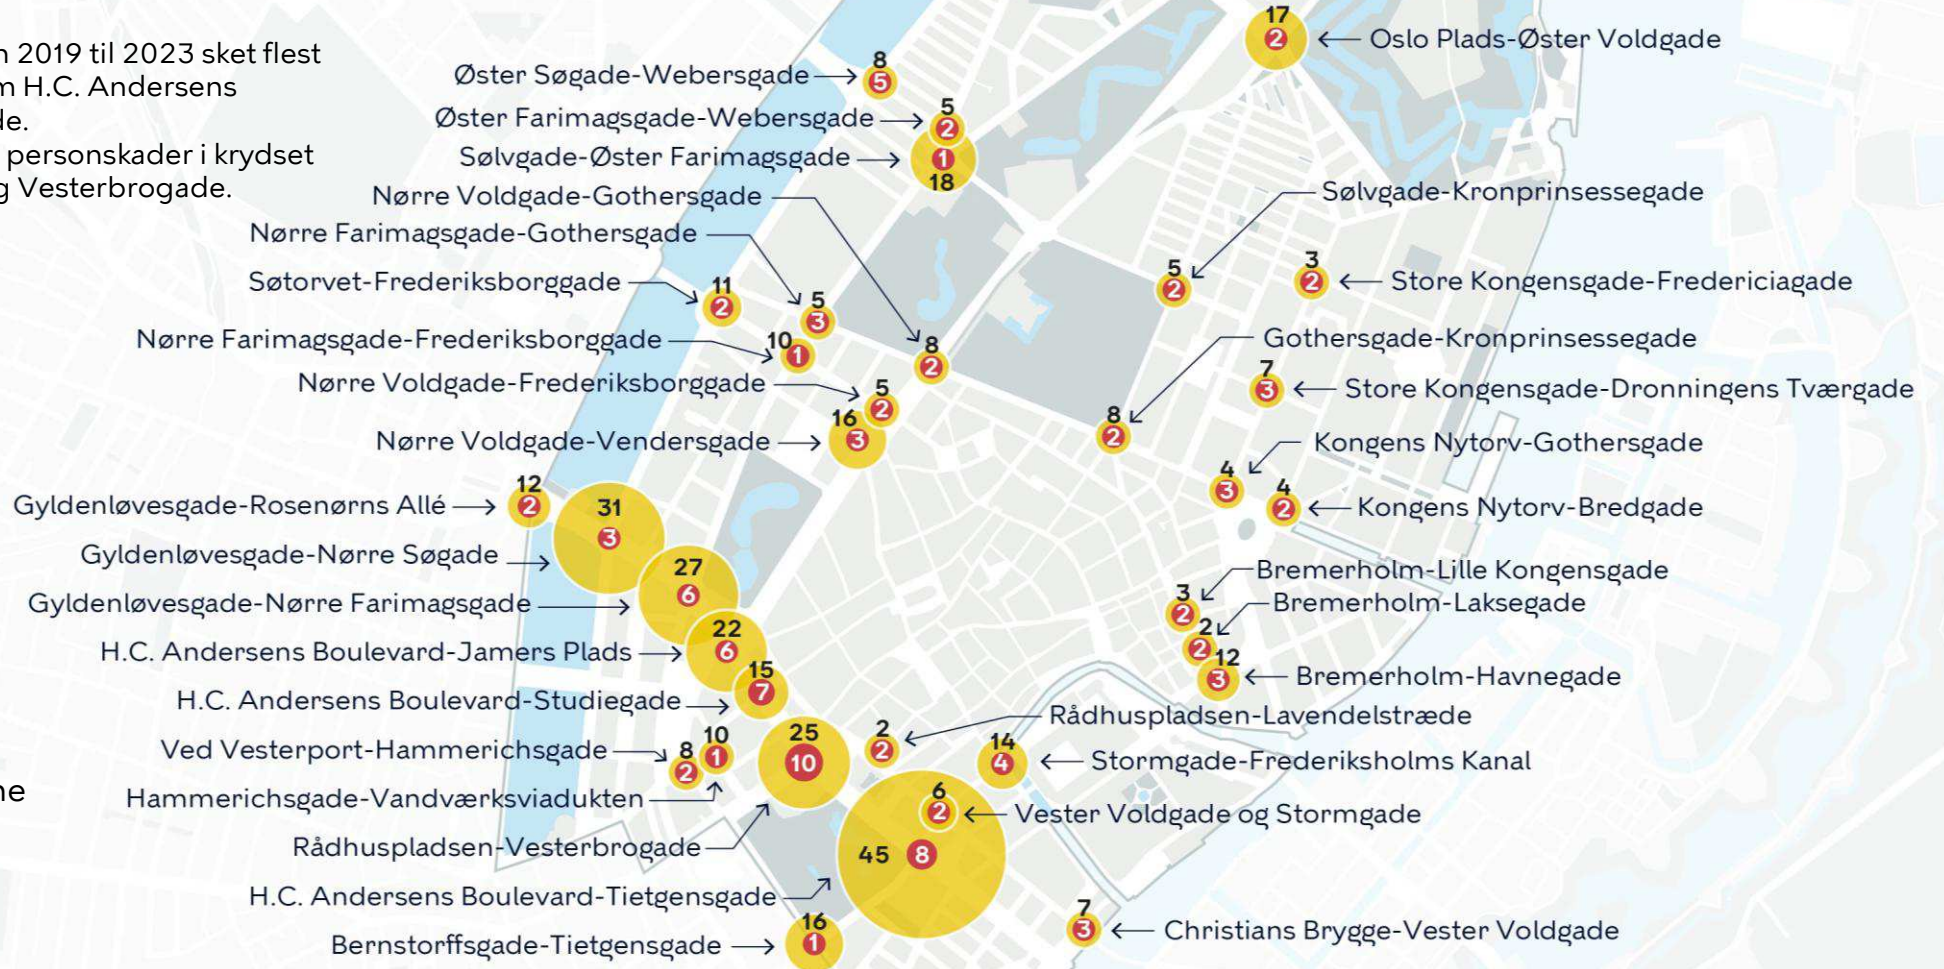 2019 til 2023 sket flest
H.C. Andersens
personskader i krydset
Vesterbrogade.
17
2
Oslo Plads-Øster Voldgade
Øster Søgade-Webersgade
8
5
Øster Farimagsgade-Webersgade
5
2
Sølvgade-Øster Farimagsgade
1
18
Nørre Voldgade-Gothersgade
8
2
Nørre Farimagsgade-Gothersgade
5
3
Søtorvet-Frederiksborggade
11
2
Nørre Farimagsgade-Frederiksborggade
10
1
Nørre Voldgade-Frederiksborggade
5
2
Nørre Voldgade-Vendersgade
16
3
Sølvgade-Kronprinsessegade
5
2
Store Kongensgade-Fredericiagade
3
2
Gothersgade-Kronprinsessegade
8
2
Store Kongensgade-Dronningens Tværgade
7
3
Kongens Nytorv-Gothersgade
4
3
Kongens Nytorv-Bredgade
4
2
Gyldenløvesgade-Rosenørns Allé
12
2
Gyldenløvesgade-Nørre Søgade
31
3
Gyldenløvesgade-Nørre Farimagsgade
27
6
H.C. Andersens Boulevard-Jamers Plads
22
6
H.C. Andersens Boulevard-Studiegade
15
7
Bremerholm-Lille Kongensgade
3
2
Bremerholm-Laksegade
2
2
Bremerholm-Havnegade
12
3
Ved Vesterport-Hammerichsgade
8
2
Hammerichsgade-Vandværksviadukten
10
1
Rådhuspladsen-Vesterbrogade
25
10
Rådhuspladsen-Lavendelstræde
2
2
Stormgade-Frederiksholms Kanal
14
4
Vester Voldgade og Stormgade
6
2
H.C. Andersens Boulevard-Tietgensgade
45
8
Bernstorffsgade-Tietgensgade
16
1
Christians Brygge-Vester Voldgade
7
3